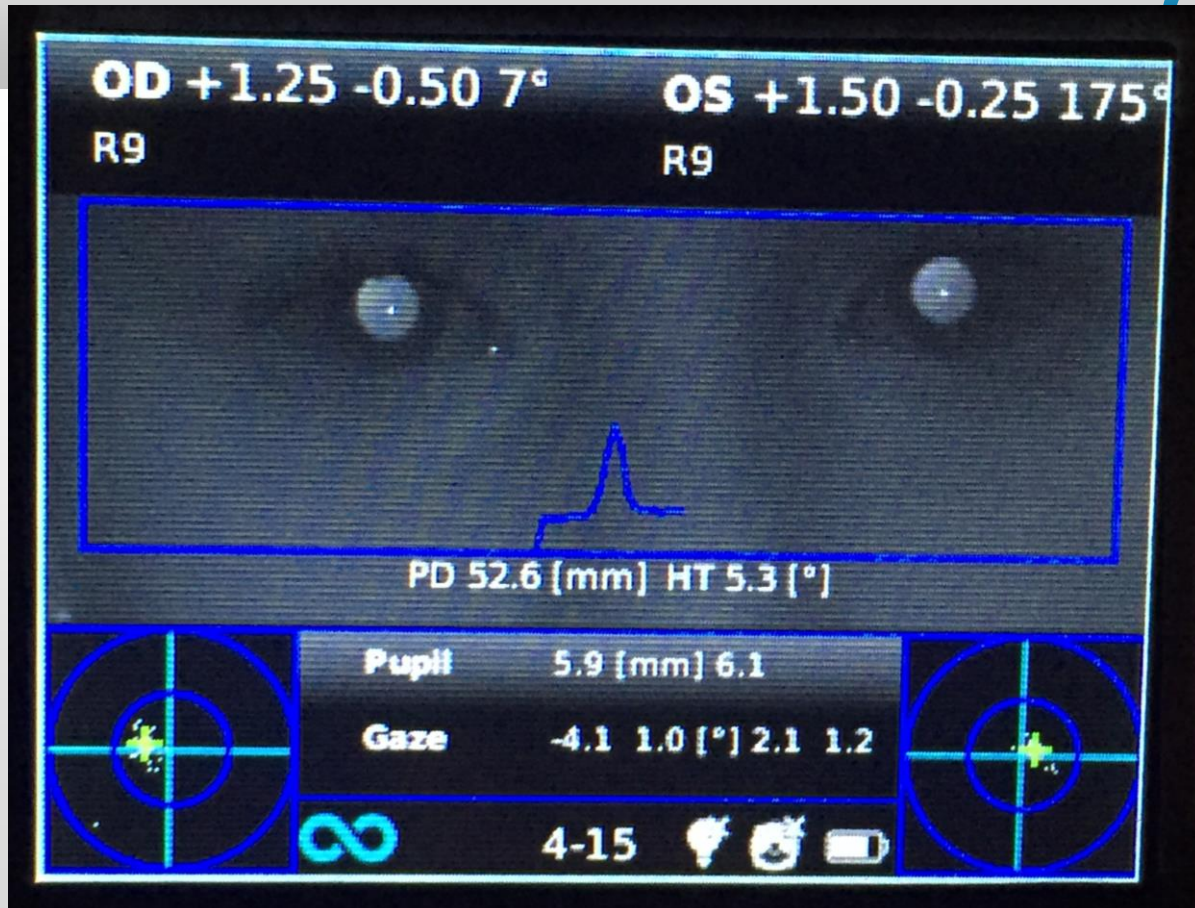 OD +1.25 -0.50 7° OS +1.50 -0.25 175°
R9 R9
PD 52.6 [mm] HT 5.3 [°]
Pupil 5.9 [mm] 6.1
Gaze -4.1 1.0 [°] 2.1 1.2
4-15